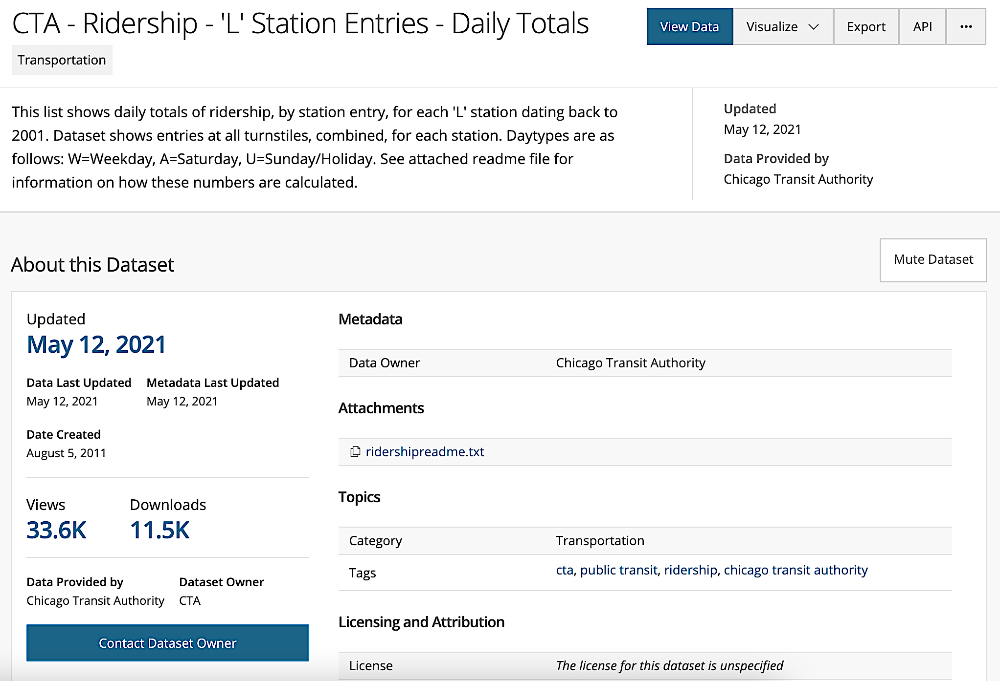 CTA - Ridership - 'L' Station Entries - Daily Totals
View Data
Visualize
Export
API
Transportation
This list shows daily totals of ridership, by station entry, for each 'L' station dating back to
2001. Dataset shows entries at all turnstiles, combined, for each station. Daytypes are as
follows: W=Weekday, A=Saturday, U=Sunday/Holiday. See attached readme file for
information on how these numbers are calculated.
Updated
May 12, 2021
Data Provided by
Chicago Transit Authority
About this Dataset
Mute Dataset
Updated
May 12, 2021
Data Last Updated
May 12, 2021
Metadata Last Updated
May 12, 2021
Date Created
August 5, 2011
Views
33.6K
Downloads
11.5K
Data Provided by
Chicago Transit Authority
Dataset Owner
CTA
Contact Dataset Owner
Metadata
Data Owner Chicago Transit Authority
Attachments
ridershipreadme.txt
Topics
Category Transportation
Tags cta, public transit, ridership, chicago transit authority
Licensing and Attribution
License The license for this dataset is unspecified